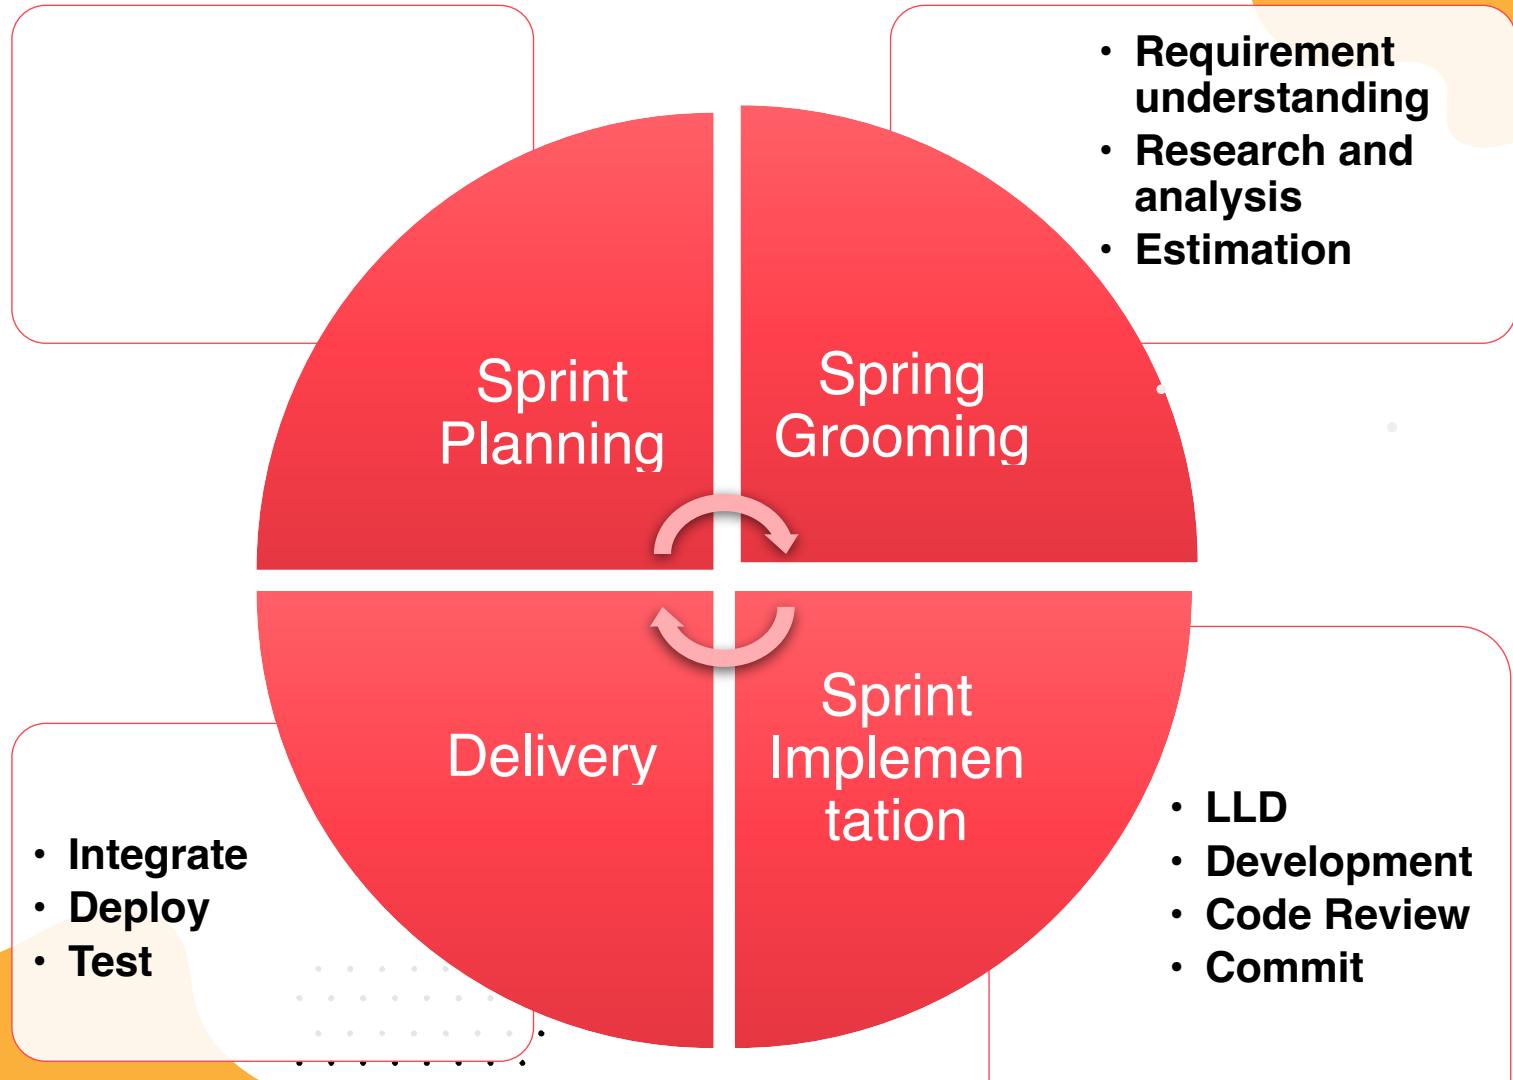 • Requirement
understanding
• Research and
analysis
• Estimation
Sprint
Planning
Spring
Grooming
Delivery
Sprint
Implemen
tation
• Integrate
• Deploy
• Test
• LLD
• Development
• Code Review
• Commit